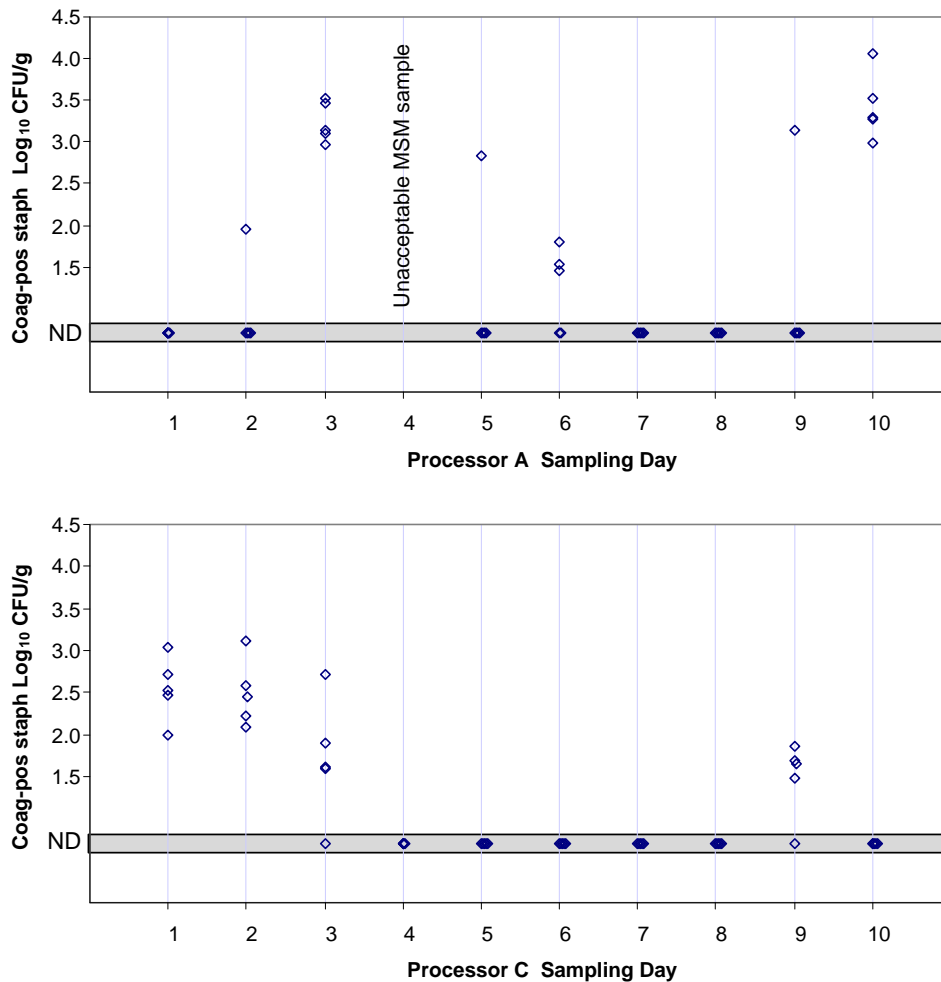 Coag-pos staph Log₁₀ CFU/g
4.5
4.0
3.5
3.0
2.5
2.0
1.5
ND
Unacceptable MSM sample
1 2 3 4 5 6 7 8 9 10
Processor A Sampling Day
Coag-pos staph Log₁₀ CFU/g
4.5
4.0
3.5
3.0
2.5
2.0
1.5
ND
1 2 3 4 5 6 7 8 9 10
Processor C Sampling Day